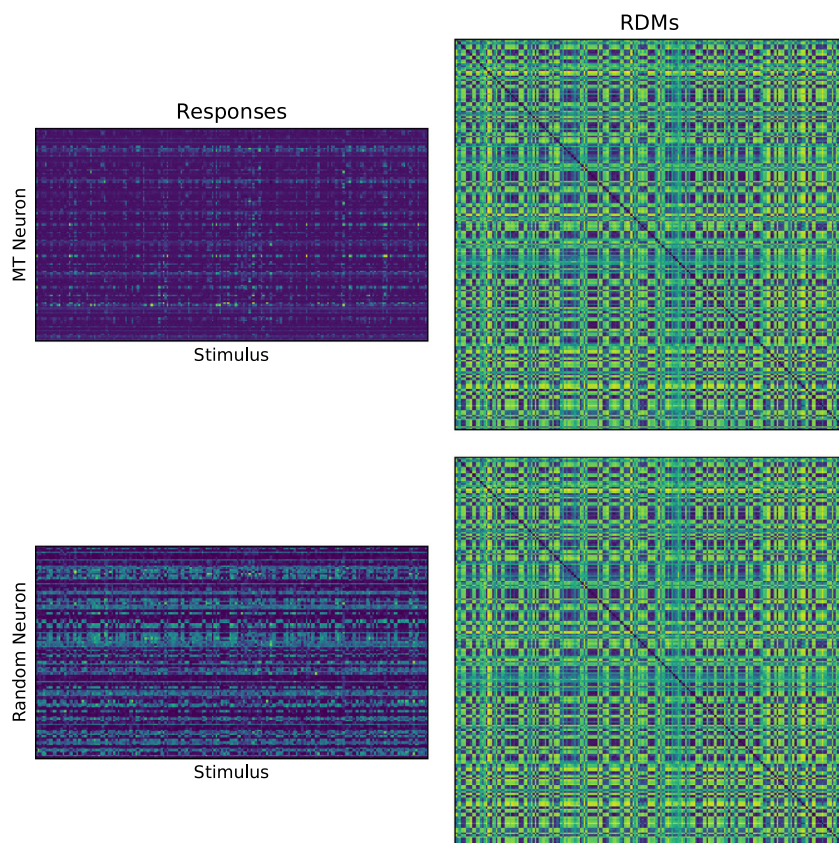 RDMs
Responses
MT Neuron
Stimulus
Random Neuron
Stimulus